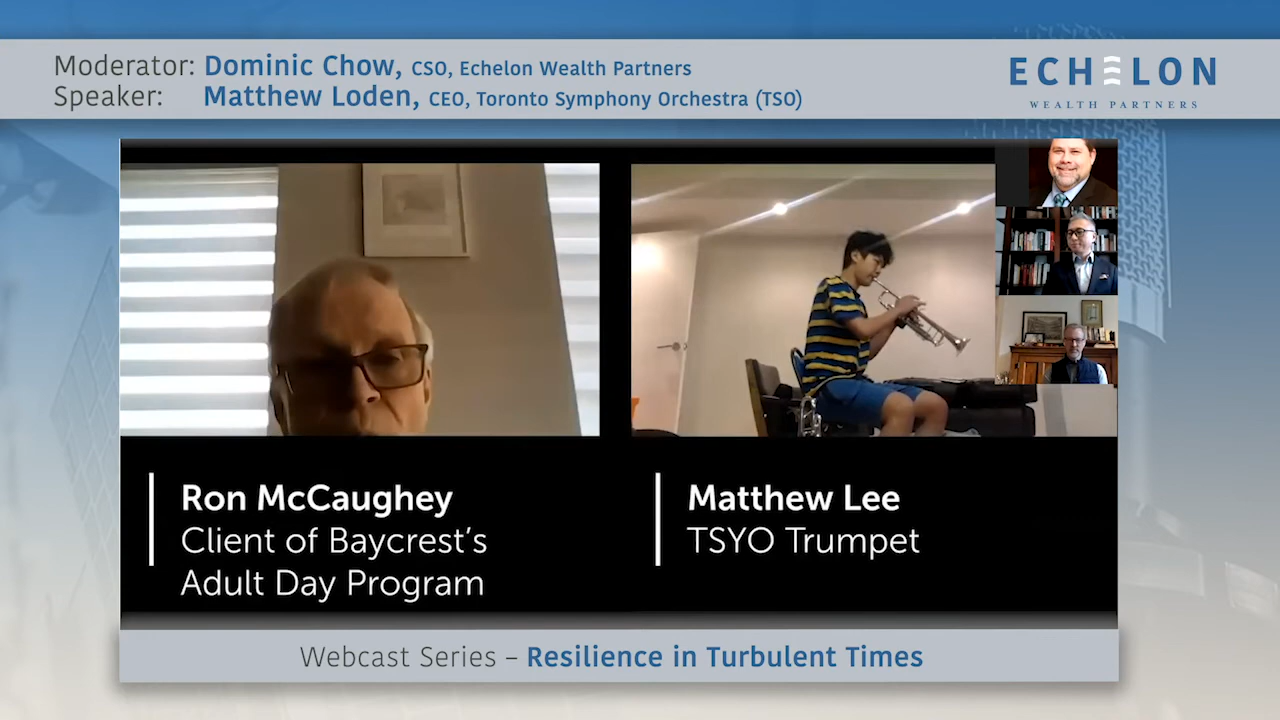 Moderator: Dominic Chow, CSO, Echelon Wealth Partners
Speaker: Matthew Loden, CEO, Toronto Symphony Orchestra (TSO)
ECHELON
WEALTH PARTNERS
Ron McCaughey
Client of Baycrest's
Adult Day Program
Matthew Lee
TSYO Trumpet
Webcast Series – Resilience in Turbulent Times